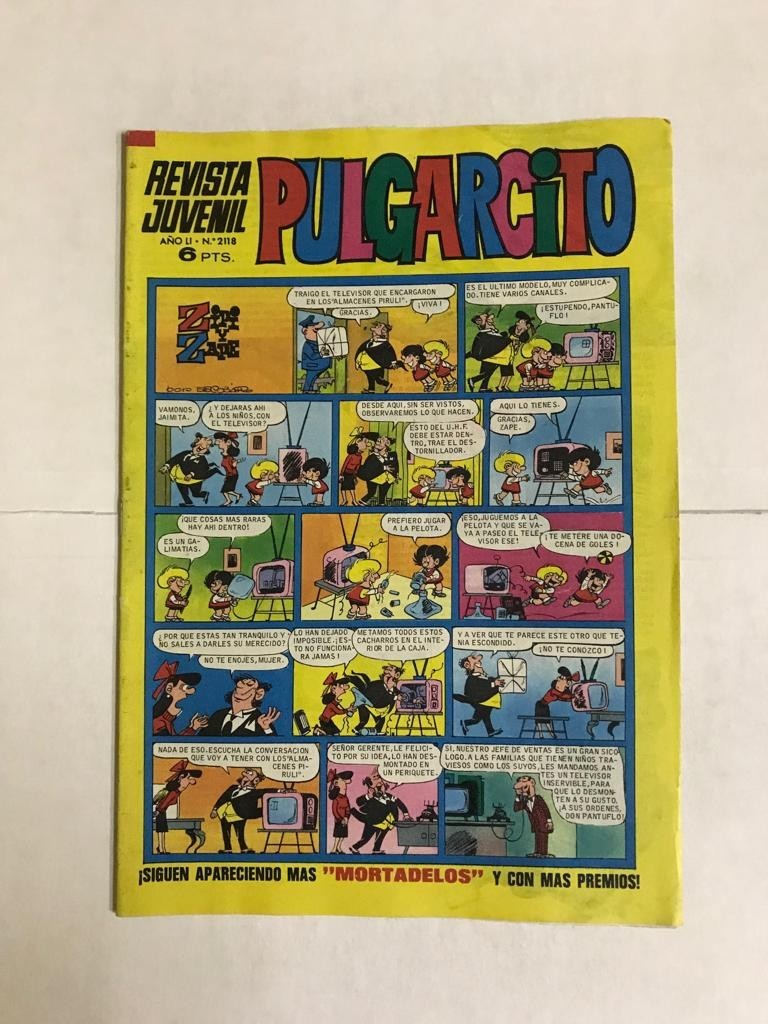 REVISTA
JUVENIL
AÑO LI - N.º 2118
6 PTS.
PULGARCITO
ZIPI
Y
ZAPE
por ESCOBAR
TRAIGO EL TELEVISOR QUE ENCARGARON
EN LOS "ALMACENES PIRULI".
GRACIAS.
¡VIVA!
ES EL ULTIMO MODELO, MUY COMPLICA-
DO. TIENE VARIOS CANALES.
¡ESTUPENDO, PANTU-
FLO!
VAMONOS,
JAIMITA.
¿Y DEJARAS AHI
A LOS NIÑOS, CON
EL TELEVISOR?
DESDE AQUI, SIN SER VISTOS,
OBSERVAREMOS LO QUE HACEN.
ESTO DEL U.H.F.
DEBE ESTAR DEN-
TRO, TRAE EL DES-
TORNILLADOR.
AQUI LO TIENES.
GRACIAS,
ZAPE.
¡QUE COSAS MAS RARAS
HAY AHI DENTRO!
ES UN GA-
LIMATIAS.
PREFIERO JUGAR
A LA PELOTA.
¡ESO, JUGUEMOS A LA
PELOTA Y QUE SE VA-
YA A PASEO EL TELE-
VISOR ESE!
¡TE METERE UNA DO-
CENA DE GOLES!
¿POR QUE ESTAS TAN TRANQUILO Y
NO SALES A DARLES SU MERECIDO?
NO TE ENOJES, MUJER.
LO HAN DEJADO
IMPOSIBLE. ¡ES-
TO NO FUNCIONA-
RA JAMAS!
METAMOS TODOS ESTOS
CACHARROS EN EL INTE-
RIOR DE LA CAJA.
Y A VER QUE TE PARECE ESTE OTRO QUE TE-
NIA ESCONDIDO.
¡NO TE CONOZCO!
NADA DE ESO. ESCUCHA LA CONVERSACION
QUE VOY A TENER CON LOS "ALMA-
CENES PI-
RULI".
SEÑOR GERENTE, LE FELICI-
TO POR SU IDEA, LO HAN DES-
MONTADO EN
UN PERIQUETE.
SI, NUESTRO JEFE DE VENTAS ES UN GRAN SICO
LOGO. A LAS FAMILIAS QUE TIENEN NIÑOS TRA-
VIESOS COMO LOS SUYOS, LES MANDAMOS AN-
TES UN TELEVISOR
INSERVIBLE, PARA
QUE LO DESMON-
TEN A SU GUSTO.
¡A SUS ORDENES,
DON PANTUFLO!
¡SIGUEN APARECIENDO MAS "MORTADELOS" Y CON MAS PREMIOS!